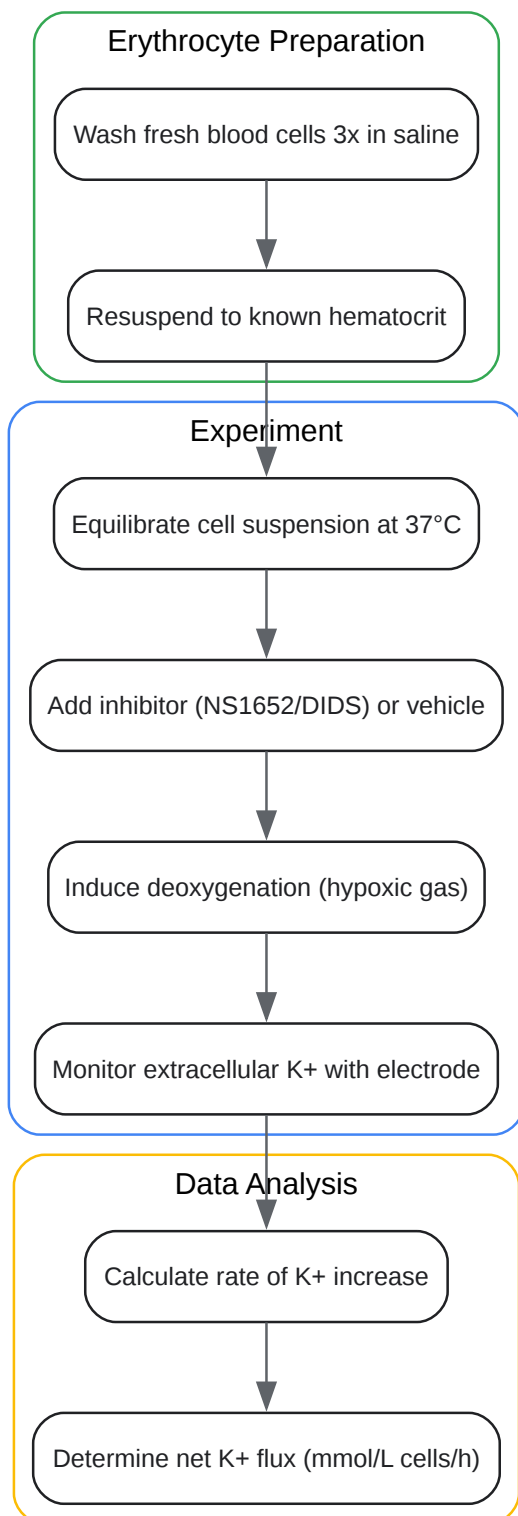 Erythrocyte Preparation
Wash fresh blood cells 3x in saline
Resuspend to known hematocrit
Experiment
Equilibrate cell suspension at 37°C
Add inhibitor (NS1652/DIDS) or vehicle
Induce deoxygenation (hypoxic gas)
Monitor extracellular K+ with electrode
Data Analysis
Calculate rate of K+ increase
Determine net K+ flux (mmol/L cells/h)